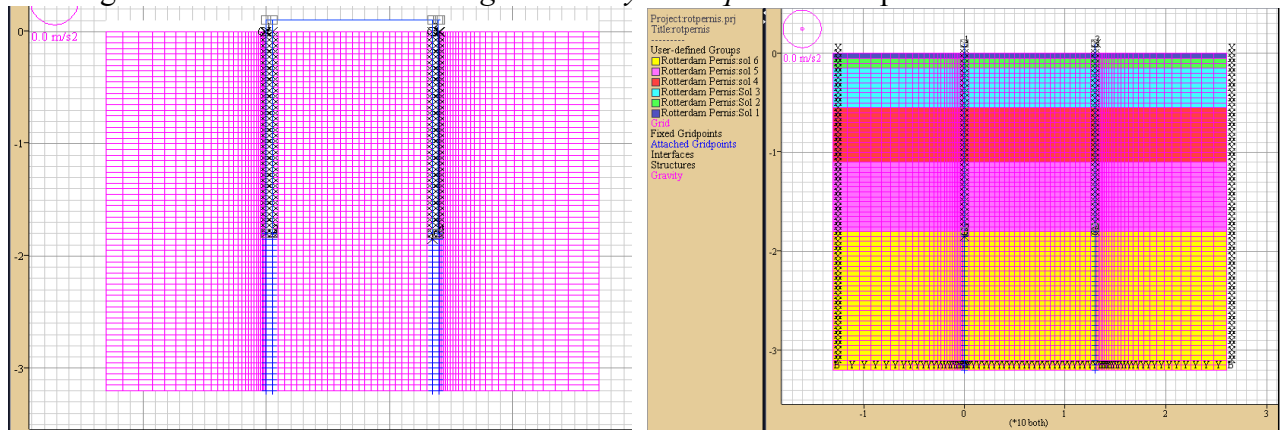 0.0 m/s2
0
-1
-2
-3
Project:rotpernis.prj
Title:rotpernis
---------
User-defined Groups
Rotterdam Pernis:sol 6
Rotterdam Pernis:sol 5
Rotterdam Pernis:sol 4
Rotterdam Pernis:Sol 3
Rotterdam Pernis:Sol 2
Rotterdam Pernis:Sol 1
Grid
Fixed Gridpoints
Attached Gridpoints
Interfaces
Structures
Gravity
0.0 m/s2
0
-1
-2
-3
-1 0 1 2 3
(*10 both)